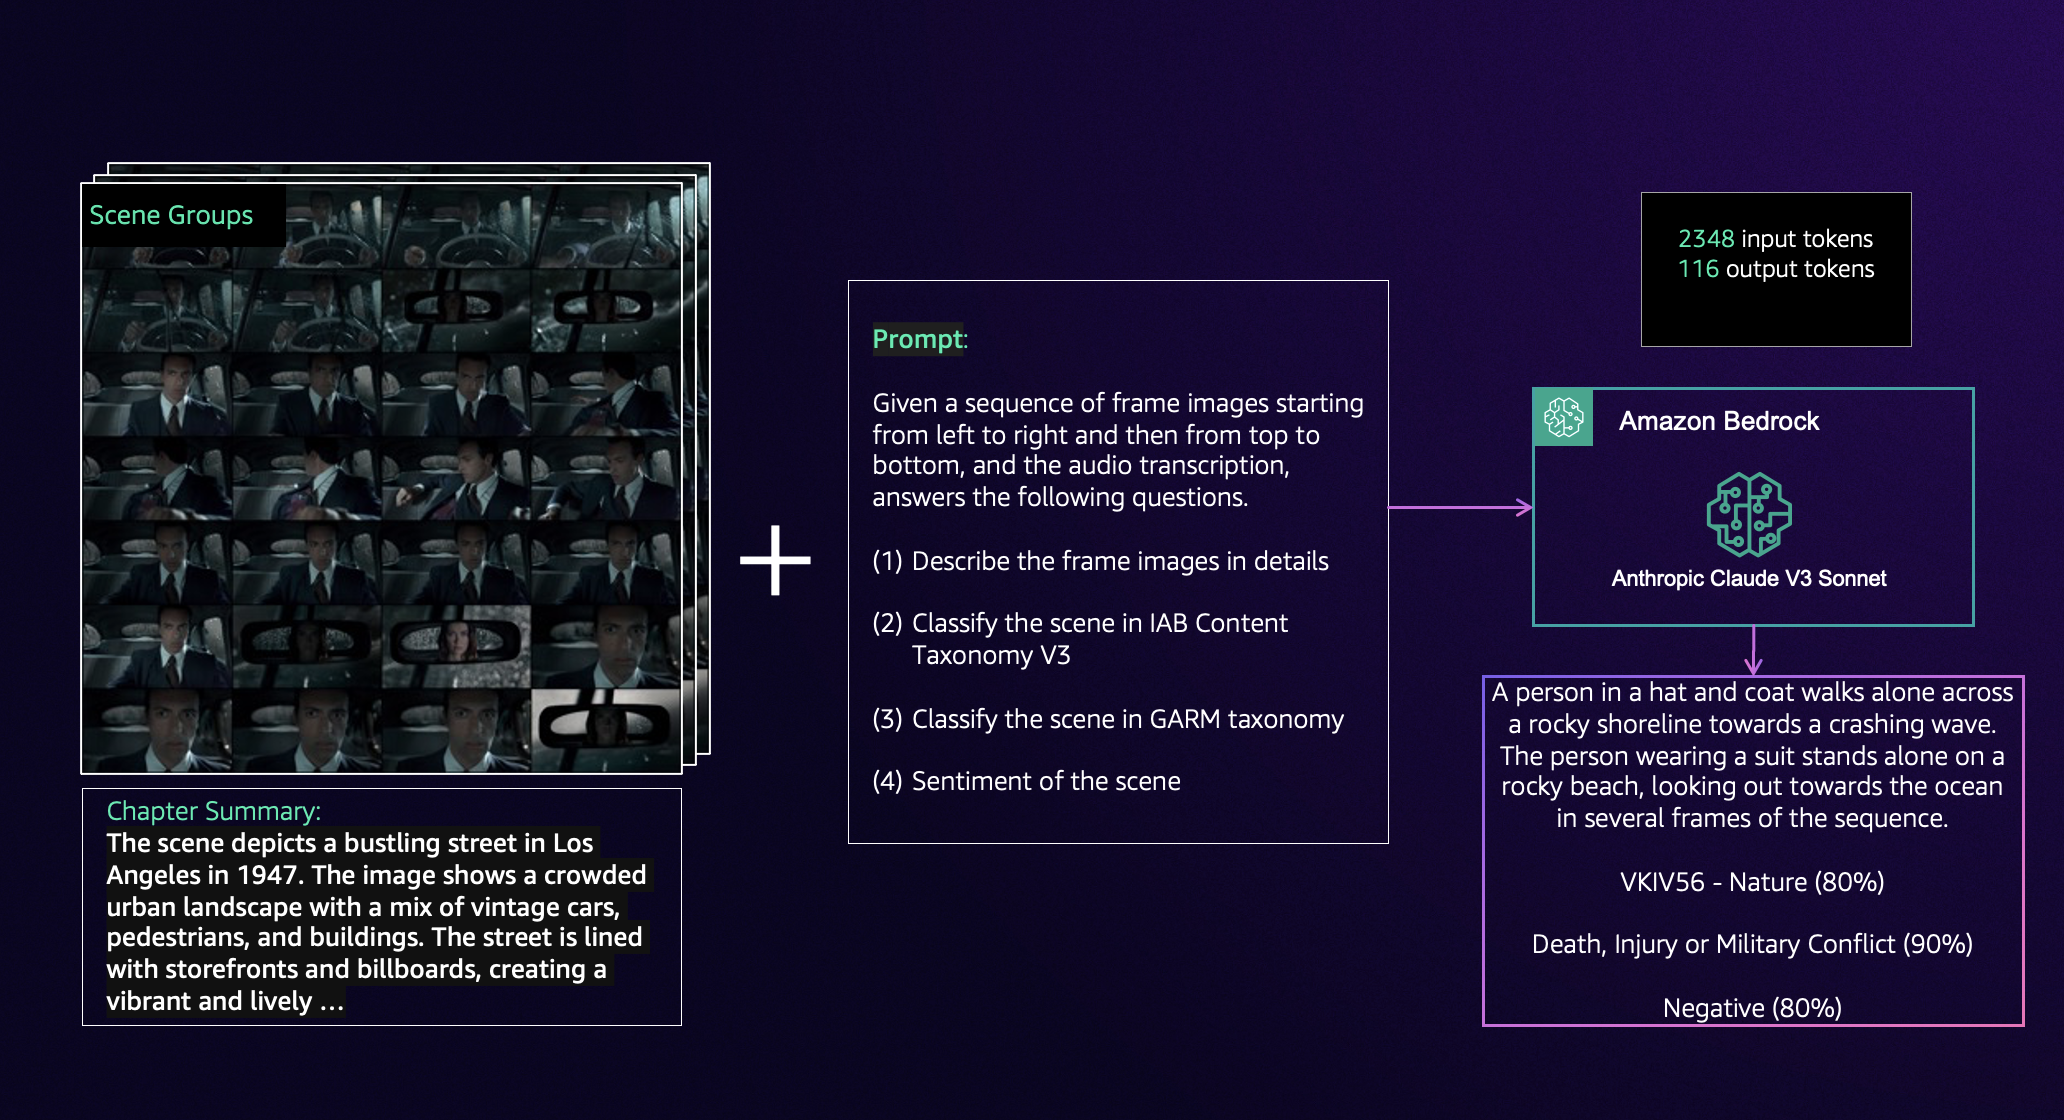 Scene Groups
Chapter Summary:
The scene depicts a bustling street in Los
Angeles in 1947. The image shows a crowded
urban landscape with a mix of vintage cars,
pedestrians, and buildings. The street is lined
with storefronts and billboards, creating a
vibrant and lively ...
Prompt:
Given a sequence of frame images starting
from left to right and then from top to
bottom, and the audio transcription,
answers the following questions.
(1) Describe the frame images in details
(2) Classify the scene in IAB Content
Taxonomy V3
(3) Classify the scene in GARM taxonomy
(4) Sentiment of the scene
2348 input tokens
116 output tokens
Amazon Bedrock
Anthropic Claude V3 Sonnet
A person in a hat and coat walks alone across
a rocky shoreline towards a crashing wave.
The person wearing a suit stands alone on a
rocky beach, looking out towards the ocean
in several frames of the sequence.
VKIV56 - Nature (80%)
Death, Injury or Military Conflict (90%)
Negative (80%)